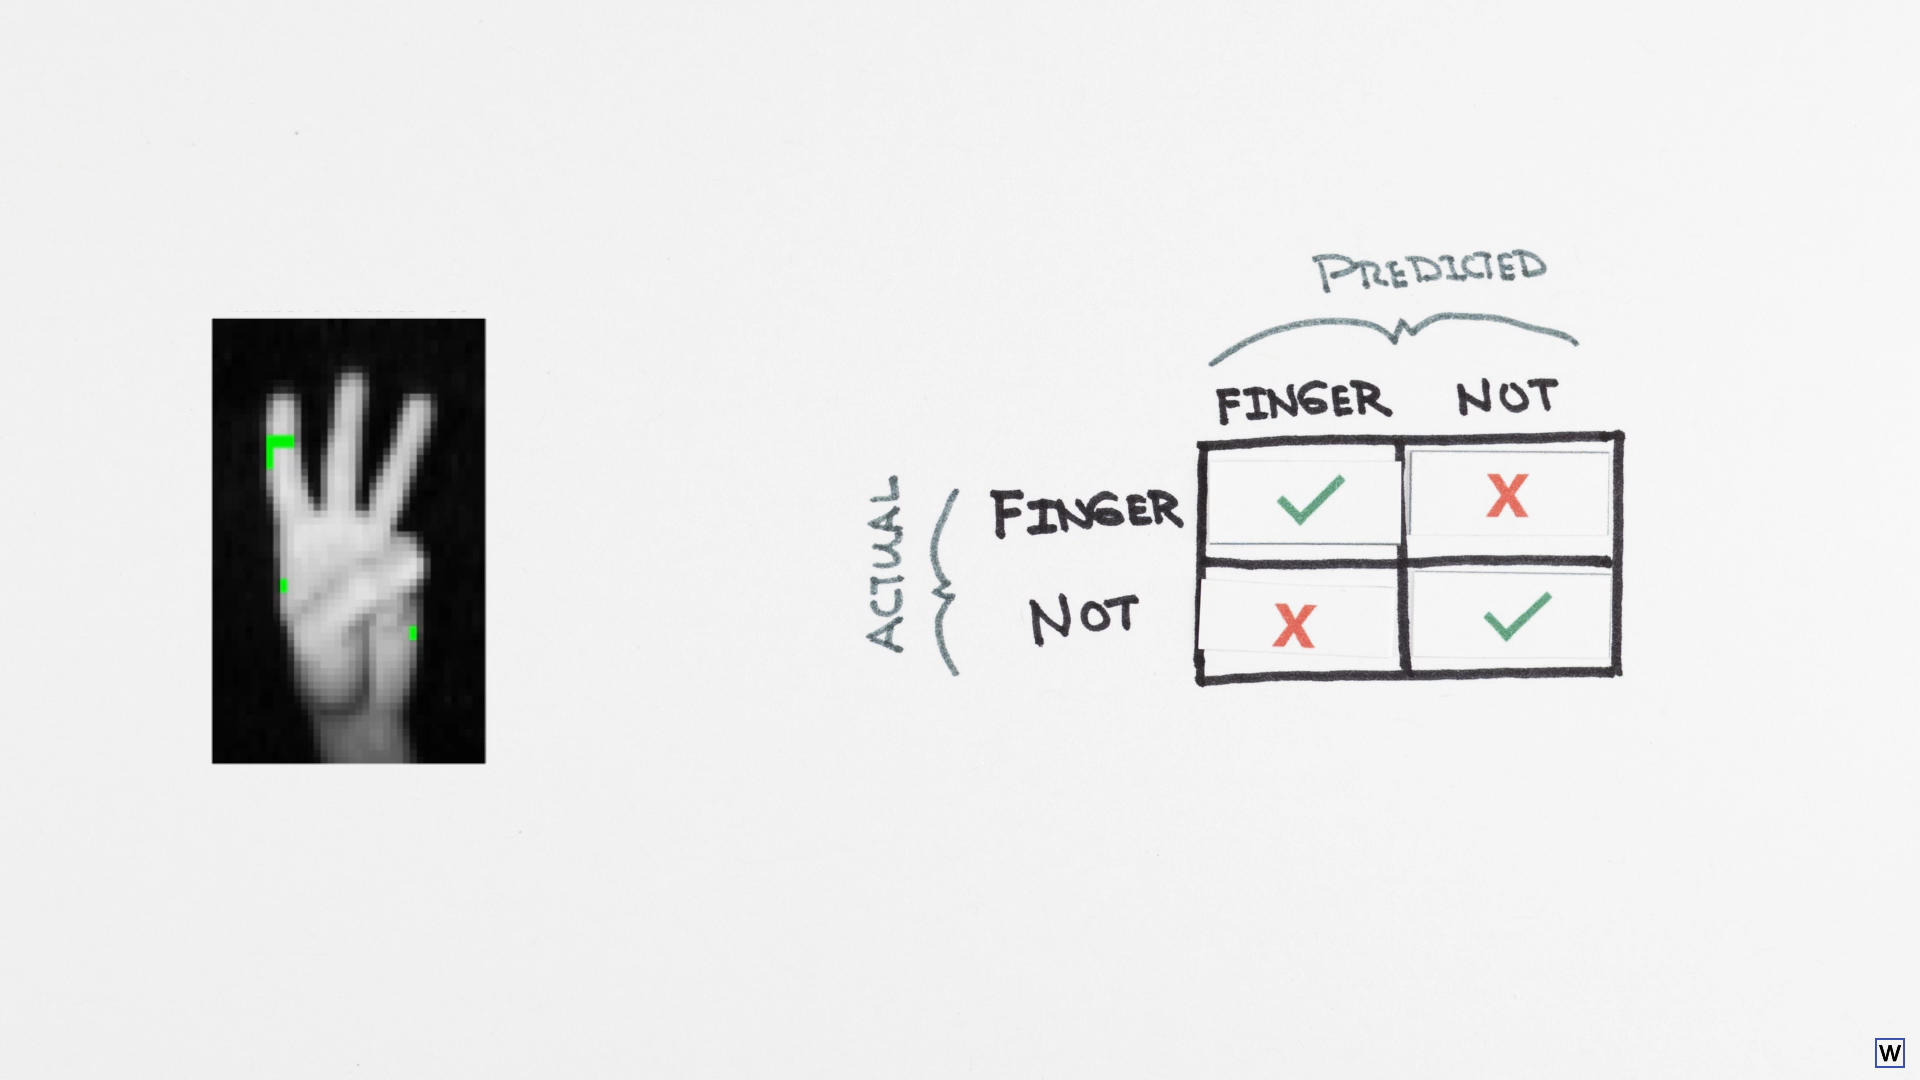 PREDICTED
FINGER NOT
ACTUAL
FINGER
X
NOT
X
W